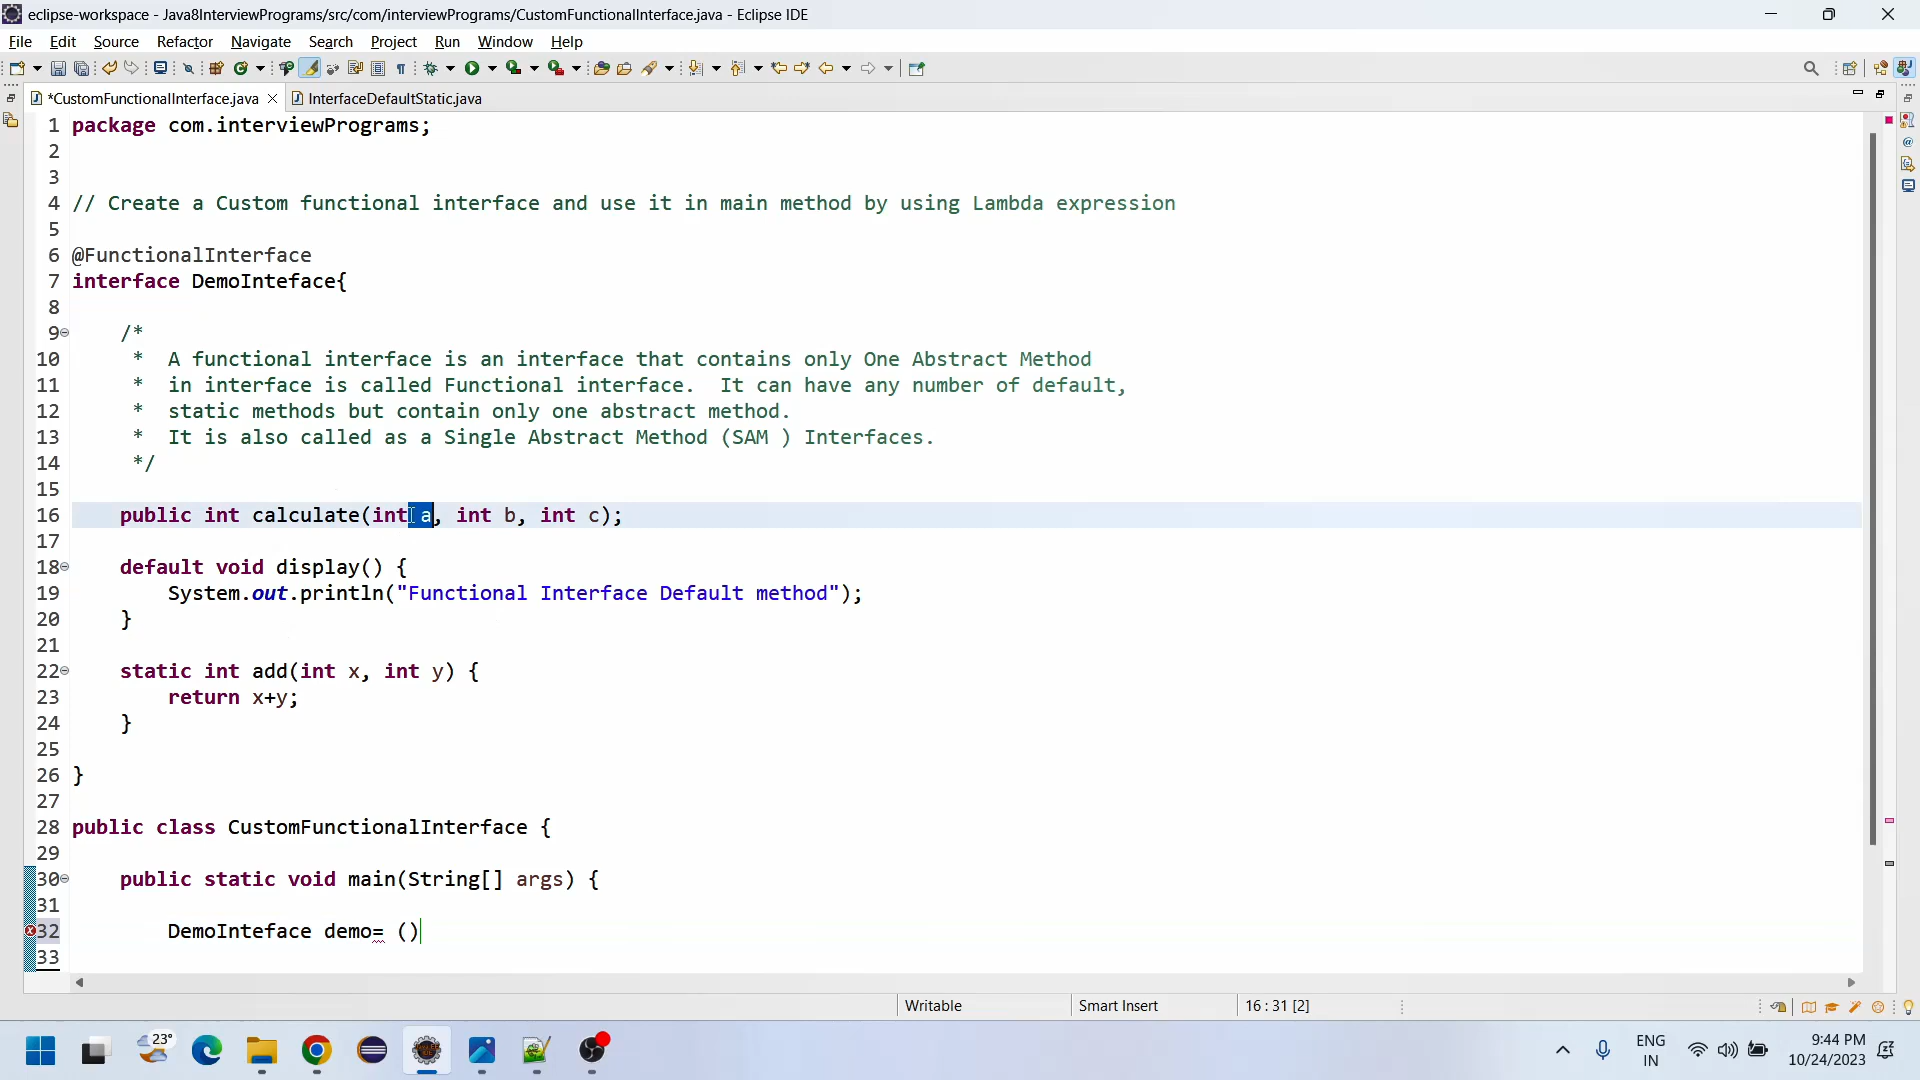 eclipse-workspace - Java8InterviewPrograms/src/com/interviewPrograms/CustomFunctionalInterface.java - Eclipse IDE
File Edit Source Refactor Navigate Search Project Run Window Help
*CustomFunctionalInterface.java InterfaceDefaultStatic.java
1 package com.interviewPrograms;
2
3
4 // Create a Custom functional interface and use it in main method by using Lambda expression
5
6 @FunctionalInterface
7 interface DemoInteface{
8
9 /*
10 * A functional interface is an interface that contains only One Abstract Method
11 * in interface is called Functional interface. It can have any number of default,
12 * static methods but contain only one abstract method.
13 * It is also called as a Single Abstract Method (SAM ) Interfaces.
14 */
15
16 public int calculate(int a, int b, int c);
17
18 default void display() {
19 System.out.println("Functional Interface Default method");
20 }
21
22 static int add(int x, int y) {
23 return x+y;
24 }
25
26 }
27
28 public class CustomFunctionalInterface {
29
30 public static void main(String[] args) {
31
32 DemoInteface demo= ()
33
Writable Smart Insert 16 : 31 [2]
23°
ENG
IN
9:44 PM
10/24/2023